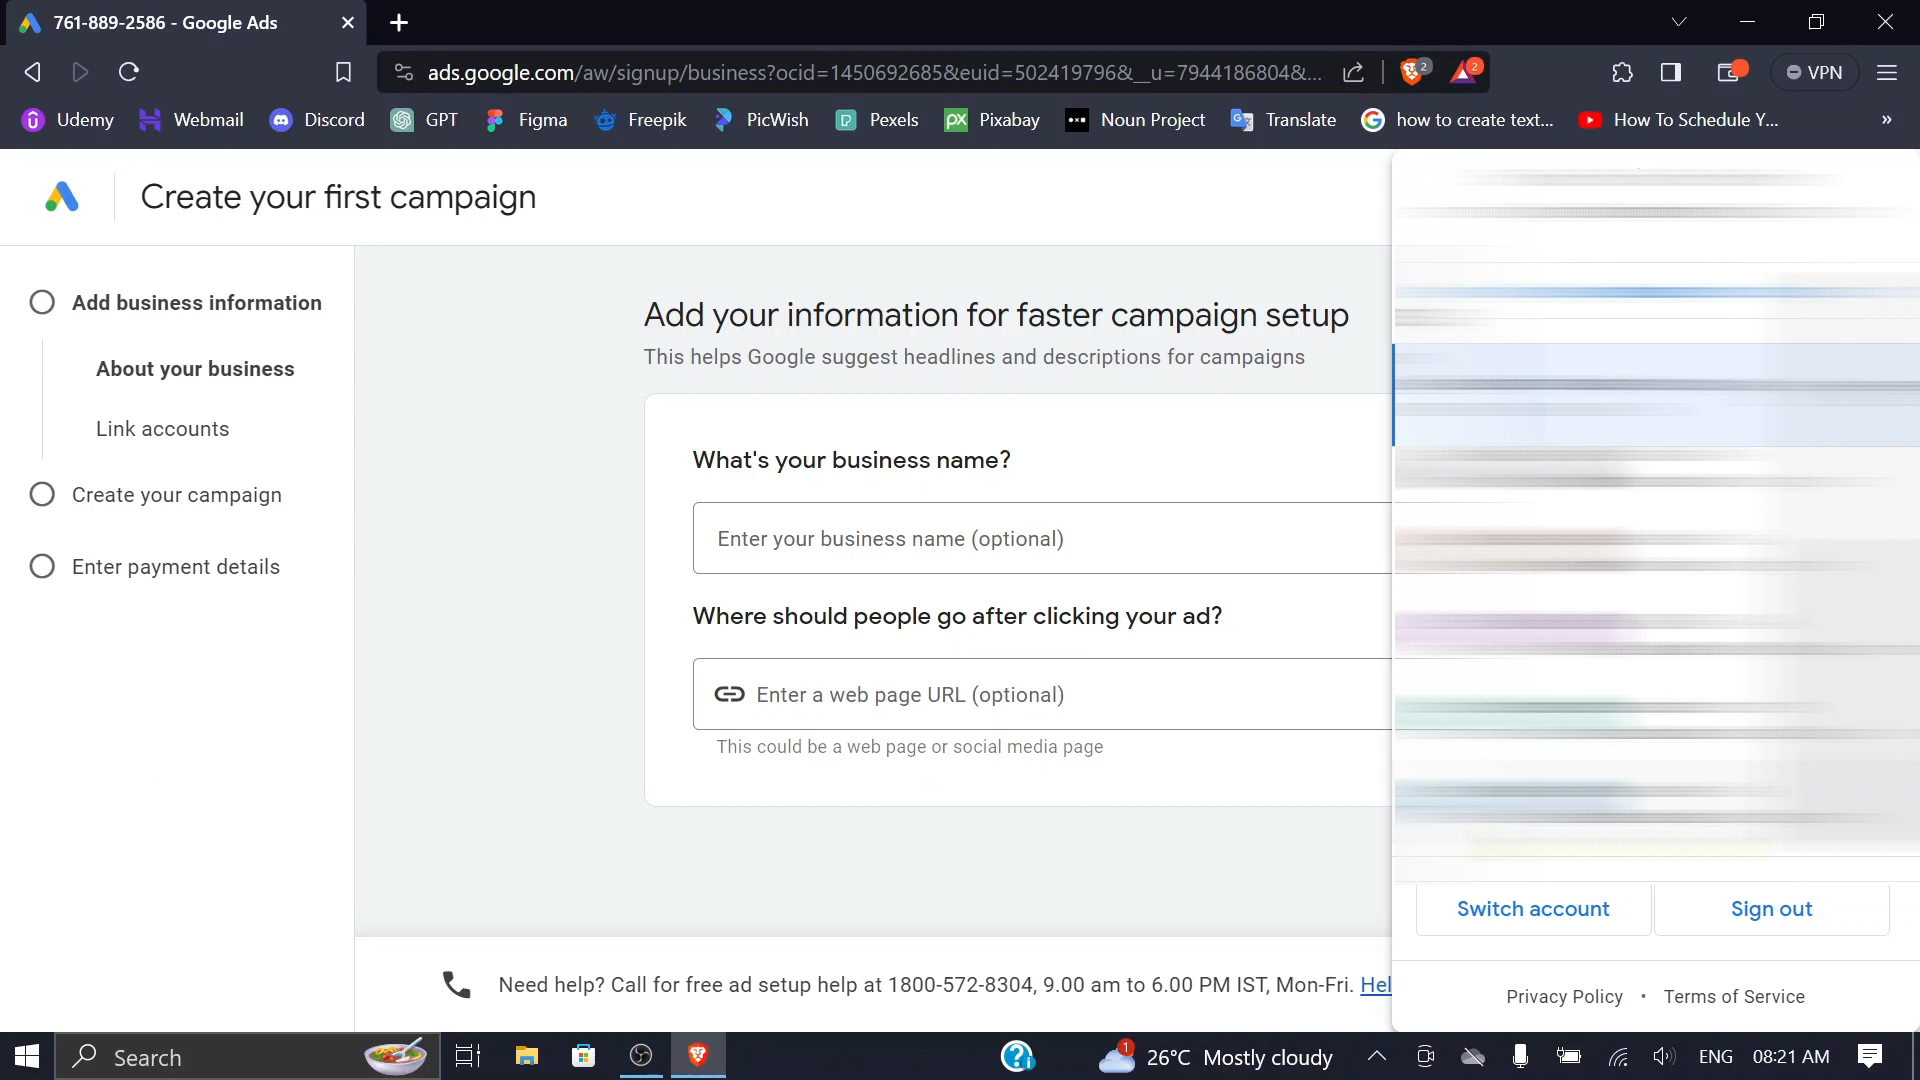 761-889-2586 - Google Ads
ads.google.com/aw/signup/business?ocid=1450692685&euid=502419796&__u=7944186804&...
2
2
VPN
Udemy
Webmail
Discord
GPT
Figma
Freepik
PicWish
Pexels
Pixabay
Noun Project
Translate
how to create text...
How To Schedule Y...
»
Create your first campaign
Add business information
About your business
Link accounts
Create your campaign
Enter payment details
Add your information for faster campaign setup
This helps Google suggest headlines and descriptions for campaigns
What's your business name?
Enter your business name (optional)
Where should people go after clicking your ad?
Enter a web page URL (optional)
This could be a web page or social media page
Need help? Call for free ad setup help at 1800-572-8304, 9.00 am to 6.00 PM IST, Mon-Fri. Hel
Switch account
Sign out
Privacy Policy • Terms of Service
Search
1
26°C Mostly cloudy
ENG
08:21 AM